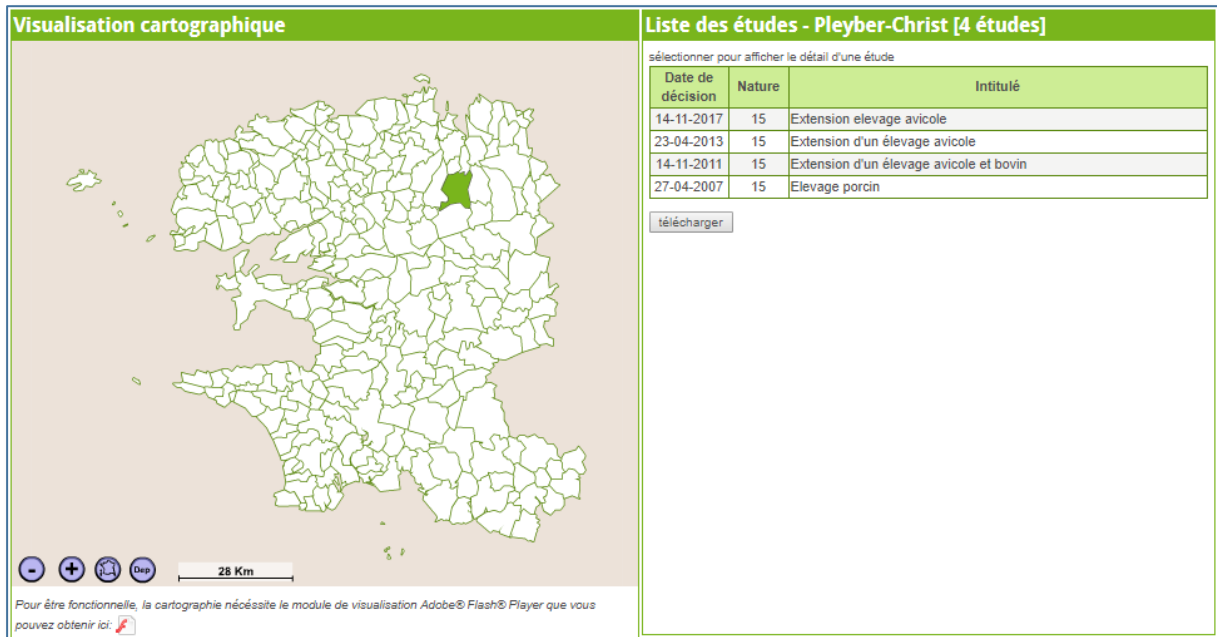 Visualisation cartographique
Dep
28 Km
Pour être fonctionnelle, la cartographie nécéssite le module de visualisation Adobe® Flash® Player que vous
pouvez obtenir ici:
Liste des études - Pleyber-Christ [4 études]
sélectionner pour afficher le détail d'une étude
Date de décision Nature Intitulé
14-11-2017 15 Extension elevage avicole
23-04-2013 15 Extension d'un élevage avicole
14-11-2011 15 Extension d'un élevage avicole et bovin
27-04-2007 15 Elevage porcin
télécharger